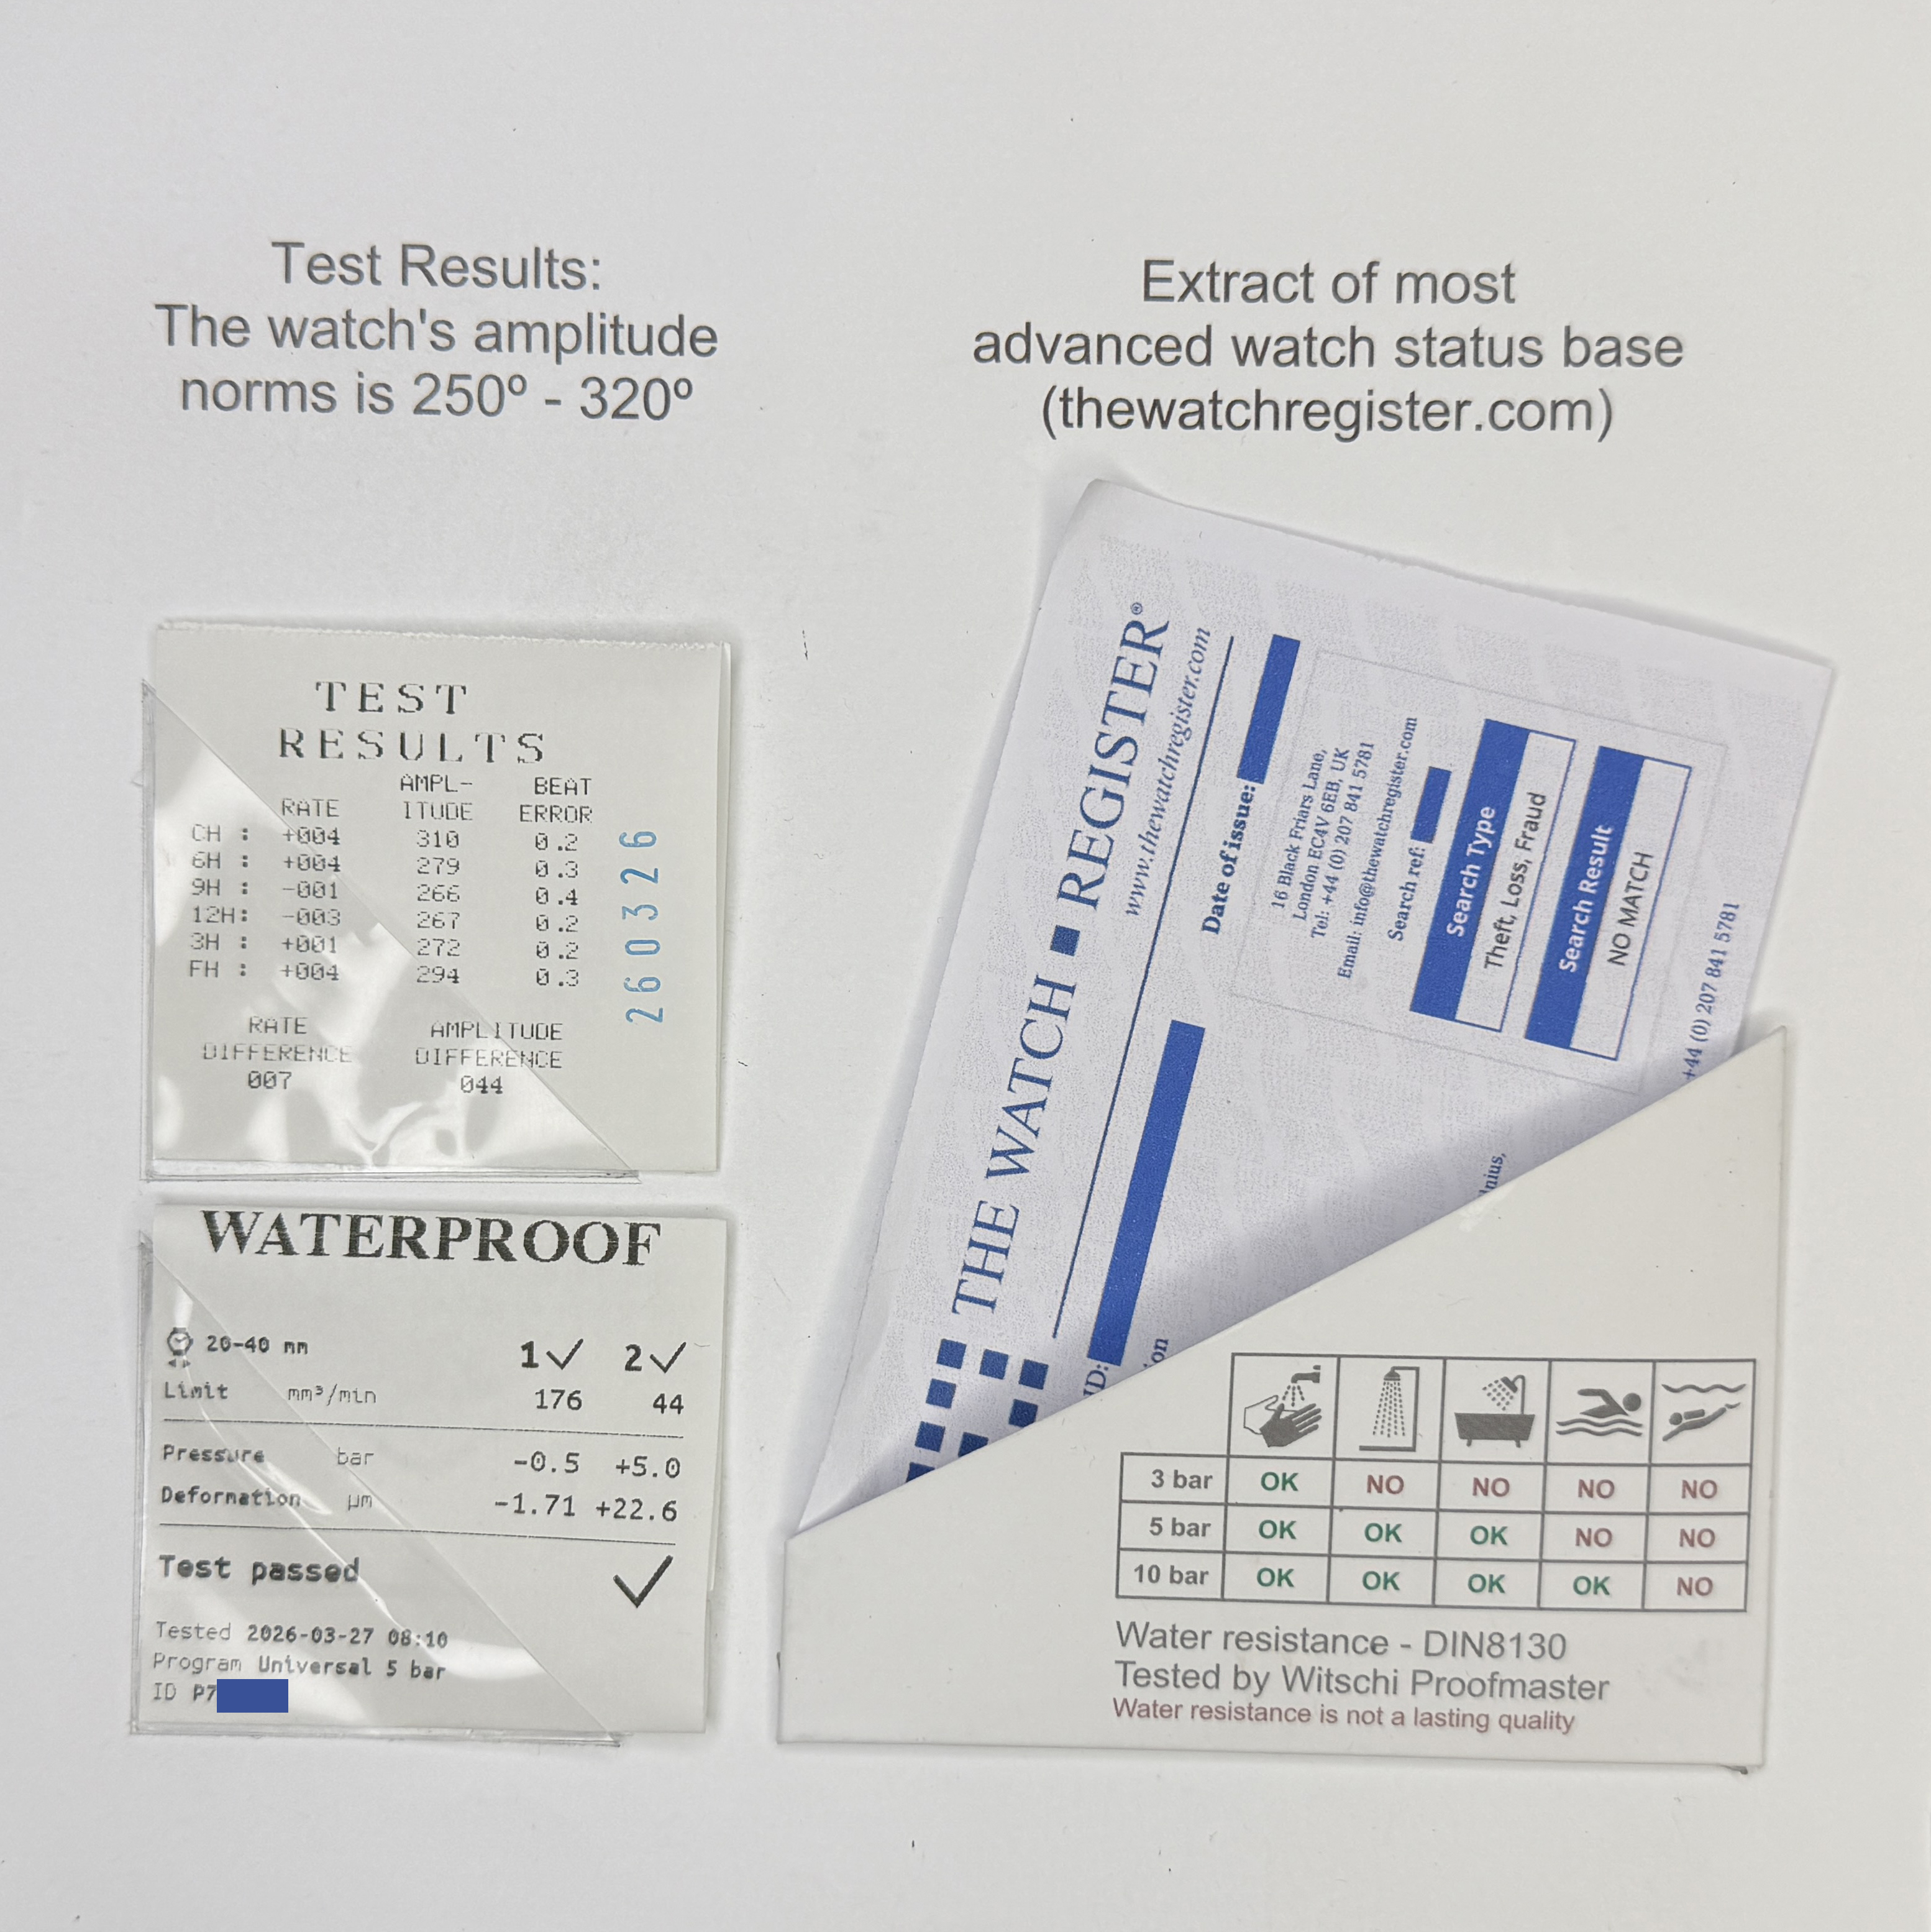 Test Results:
The watch's amplitude
norms is 250º - 320º
TEST
RESULTS
AMPL- BEAT
RATE ITUDE ERROR
CH : +004 310 0.2
6H : +004 279 0.3
9H : -001 266 0.4
12H: -003 267 0.2
3H : +001 272 0.2
FH : +004 294 0.3
RATE AMPLITUDE
DIFFERENCE DIFFERENCE
007 044
260326
WATERPROOF
20-40 mm 1 2
Limit mm³/min 176 44
Pressure bar -0.5 +5.0
Deformation µm -1.71 +22.6
Test passed
Tested 2026-03-27 08:10
Program Universal 5 bar
ID P7
Extract of most
advanced watch status base
(thewatchregister.com)
THE WATCH REGISTER®
www.thewatchregister.com
Date of issue:
ID:
ion
16 Black Friars Lane,
London EC4V 6EB, UK
Tel: +44 (0) 207 841 5781
Email: info@thewatchregister.com
Search ref:
Search Type
Theft, Loss, Fraud
Search Result
NO MATCH
nius,
+44 (0) 207 841 5781
3 bar OK NO NO NO NO
5 bar OK OK OK NO NO
10 bar OK OK OK OK NO
Water resistance - DIN8130
Tested by Witschi Proofmaster
Water resistance is not a lasting quality